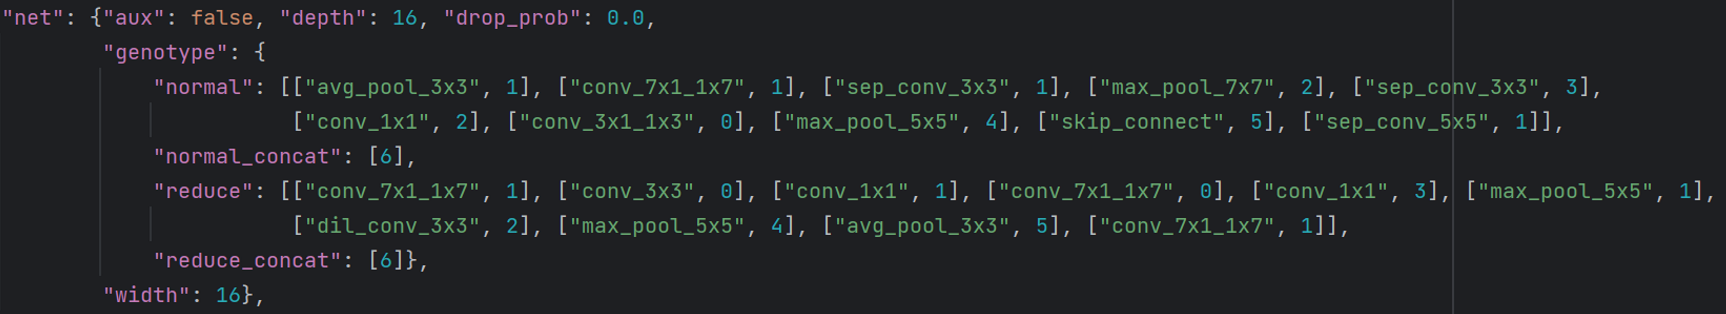 "net": {"aux": false, "depth": 16, "drop_prob": 0.0,
"genotype": {
"normal": [["avg_pool_3x3", 1], ["conv_7x1_1x7", 1], ["sep_conv_3x3", 1], ["max_pool_7x7", 2], ["sep_conv_3x3", 3],
["conv_1x1", 2], ["conv_3x1_1x3", 0], ["max_pool_5x5", 4], ["skip_connect", 5], ["sep_conv_5x5", 1]],
"normal_concat": [6],
"reduce": [["conv_7x1_1x7", 1], ["conv_3x3", 0], ["conv_1x1", 1], ["conv_7x1_1x7", 0], ["conv_1x1", 3], ["max_pool_5x5", 1],
["dil_conv_3x3", 2], ["max_pool_5x5", 4], ["avg_pool_3x3", 5], ["conv_7x1_1x7", 1]],
"reduce_concat": [6]},
"width": 16},